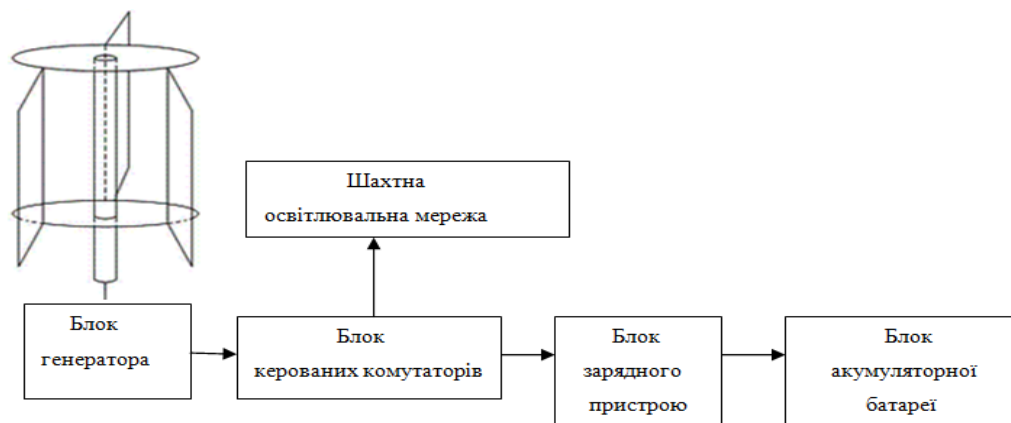 Шахтна
освітлювальна мережа
Блок
генератора
Блок
керованих комутаторів
Блок
зарядного
пристрою
Блок
акумуляторної
батареї